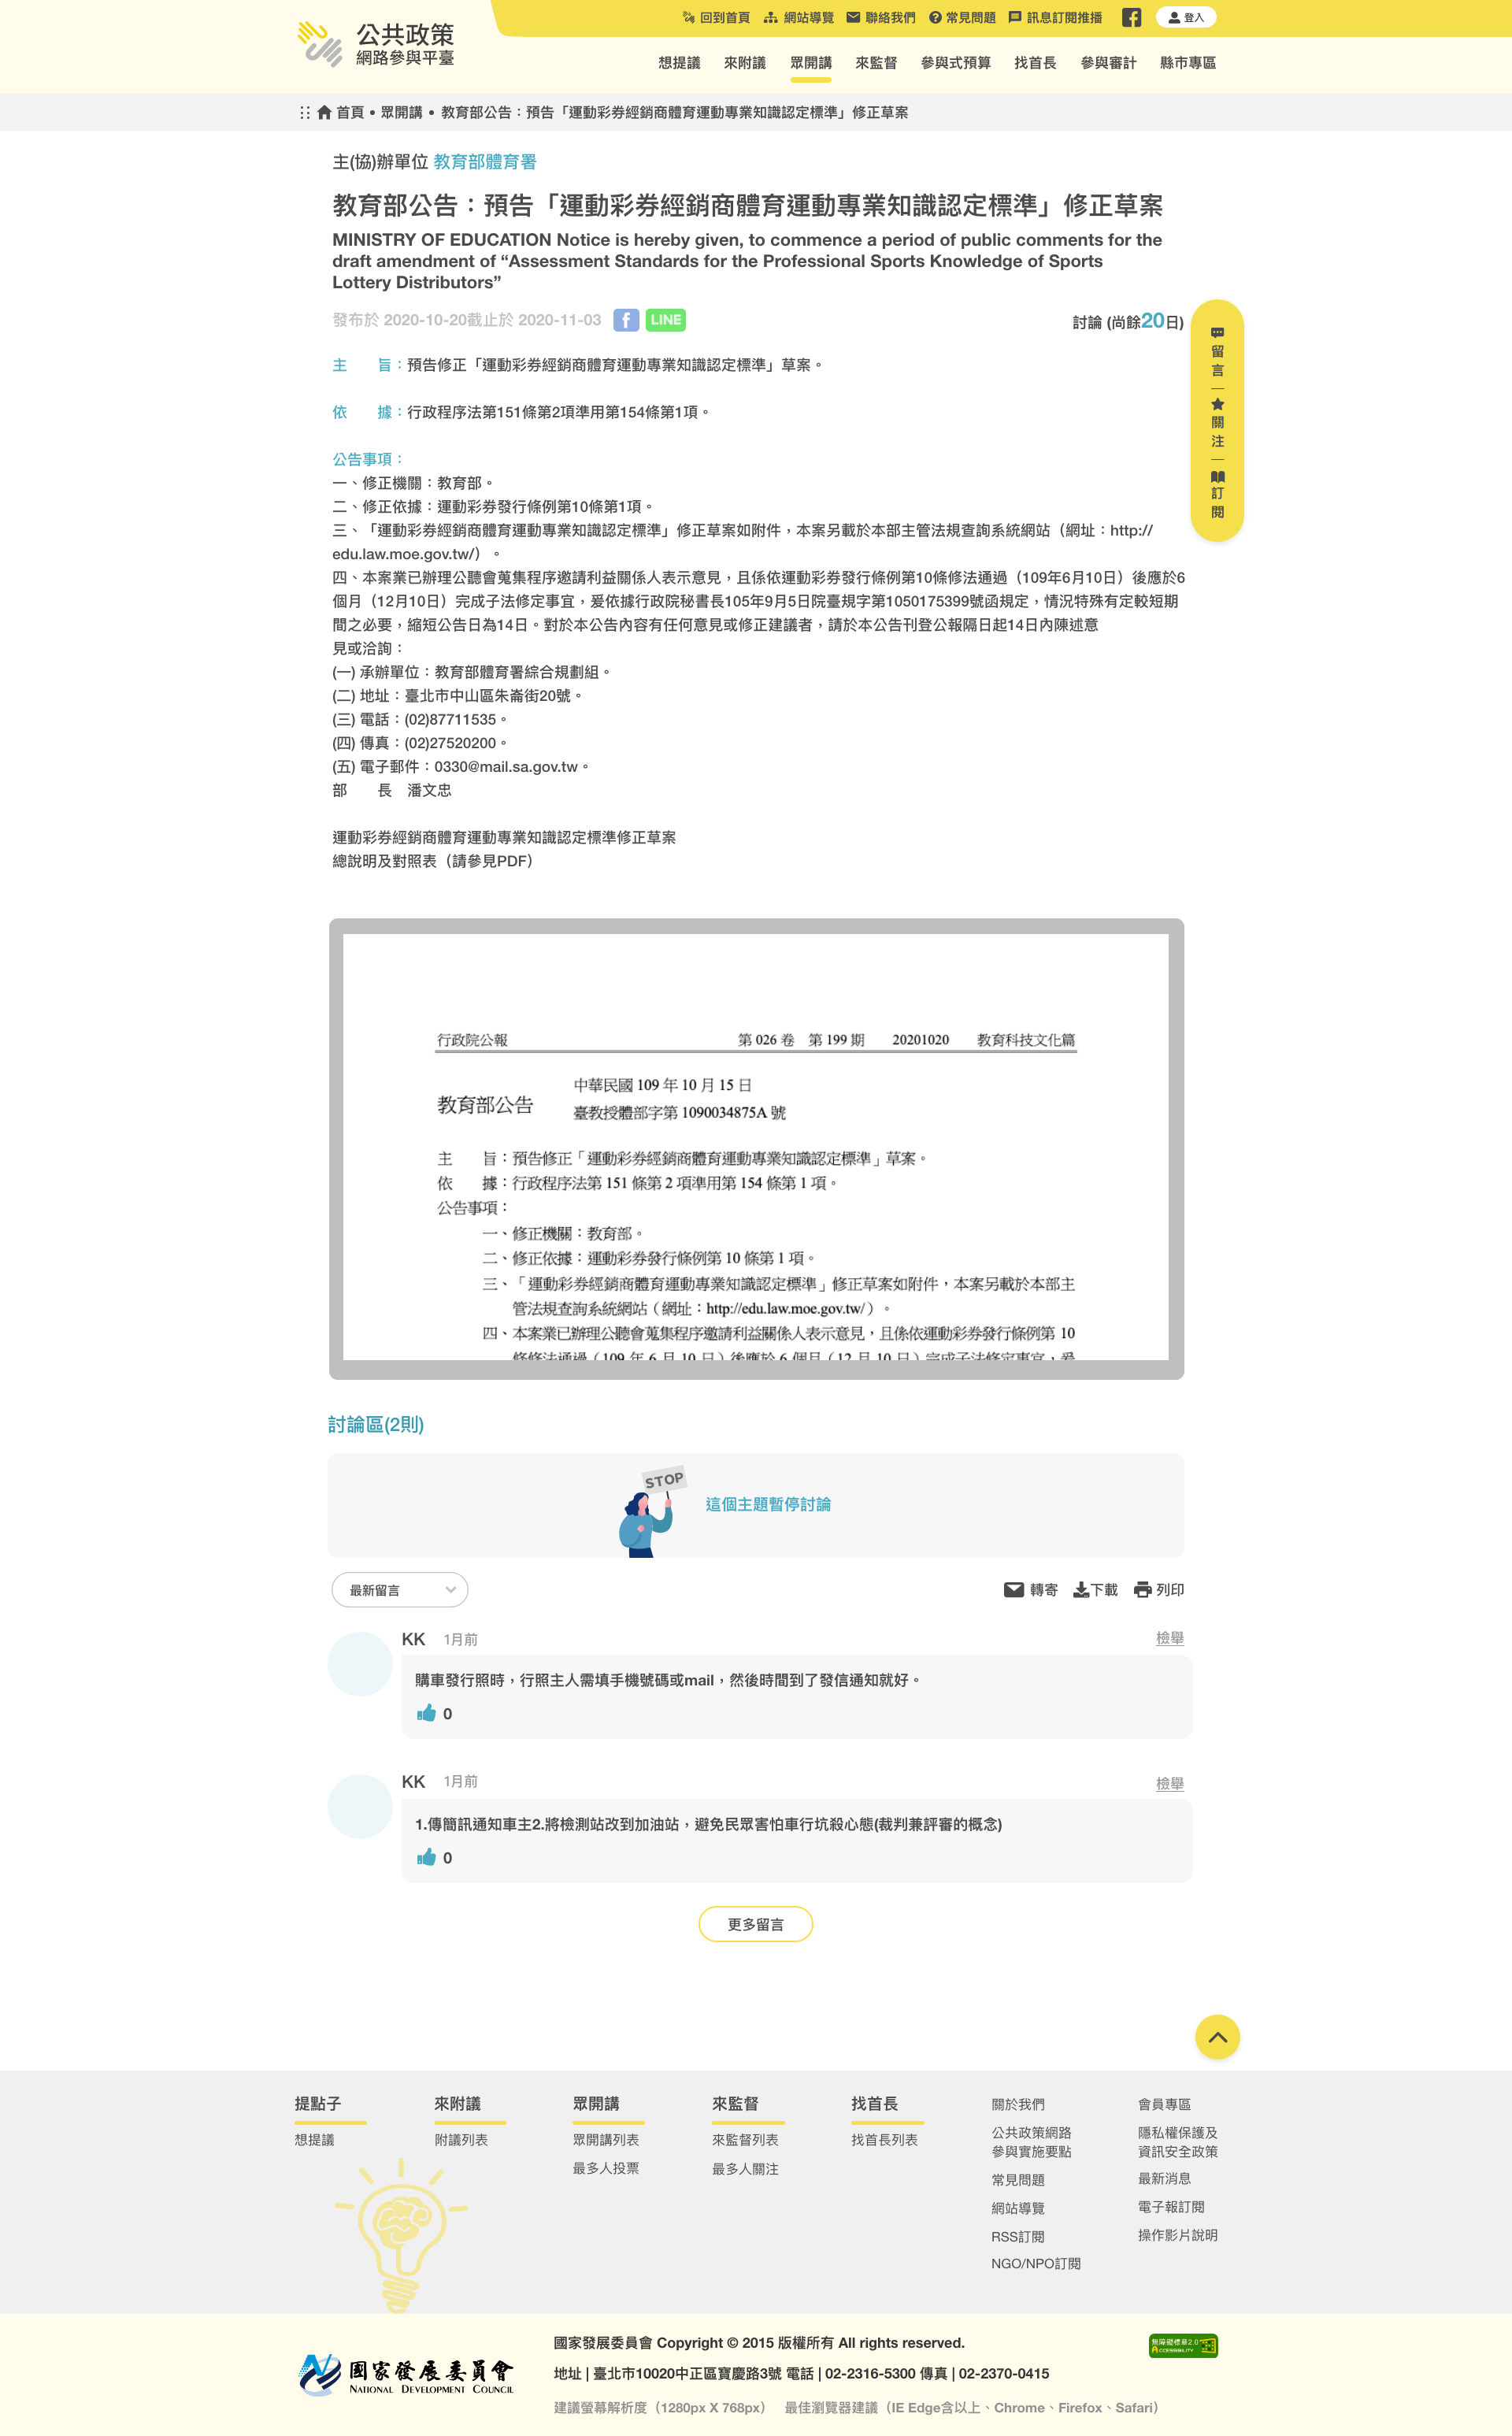 公共政策
網路參與平臺
回到首頁 網站導覽 聯絡我們 常見問題 訊息訂閱推播 登入
想提議 來附議 眾開講 來監督 參與式預算 找首長 參與審計 縣市專區
首頁 • 眾開講 • 教育部公告：預告「運動彩券經銷商體育運動專業知識認定標準」修正草案
主(協)辦單位 教育部體育署
教育部公告：預告「運動彩券經銷商體育運動專業知識認定標準」修正草案
MINISTRY OF EDUCATION Notice is hereby given, to commence a period of public comments for the
draft amendment of “Assessment Standards for the Professional Sports Knowledge of Sports
Lottery Distributors”
發布於 2020-10-20截止於 2020-11-03 f LINE 討論 (尚餘20日)
留言
關注
訂閱
主　　旨：預告修正「運動彩券經銷商體育運動專業知識認定標準」草案。
依　　據：行政程序法第151條第2項準用第154條第1項。
公告事項：
一、修正機關：教育部。
二、修正依據：運動彩券發行條例第10條第1項。
三、「運動彩券經銷商體育運動專業知識認定標準」修正草案如附件，本案另載於本部主管法規查詢系統網站（網址：http://
edu.law.moe.gov.tw/）。
四、本案業已辦理公聽會蒐集程序邀請利益關係人表示意見，且係依運動彩券發行條例第10條修法通過（109年6月10日）後應於6
個月（12月10日）完成子法修定事宜，爰依據行政院秘書長105年9月5日院臺規字第1050175399號函規定，情況特殊有定較短期
間之必要，縮短公告日為14日。對於本公告內容有任何意見或修正建議者，請於本公告刊登公報隔日起14日內陳述意
見或洽詢：
(一) 承辦單位：教育部體育署綜合規劃組。
(二) 地址：臺北市中山區朱崙街20號。
(三) 電話：(02)87711535。
(四) 傳真：(02)27520200。
(五) 電子郵件：0330@mail.sa.gov.tw。
部　　長　潘文忠
運動彩券經銷商體育運動專業知識認定標準修正草案
總說明及對照表（請參見PDF）
行政院公報 第 026 卷 第 199 期 20201020 教育科技文化篇
中華民國 109 年 10 月 15 日
教育部公告
臺教授體部字第 1090034875A 號
主　　旨：預告修正「運動彩券經銷商體育運動專業知識認定標準」草案。
依　　據：行政程序法第 151 條第 2 項準用第 154 條第 1 項。
公告事項：
一、修正機關：教育部。
二、修正依據：運動彩券發行條例第 10 條第 1 項。
三、「運動彩券經銷商體育運動專業知識認定標準」修正草案如附件，本案另載於本部主
管法規查詢系統網站（網址：http://edu.law.moe.gov.tw/）。
四、本案業已辦理公聽會蒐集程序邀請利益關係人表示意見，且係依運動彩券發行條例第 10
條修法通過（109 年 6 月 10 日）後應於 6 個月（12 月 10 日）完成子法修定事宜，爰
討論區(2則)
STOP
這個主題暫停討論
最新留言 轉寄 下載 列印
KK 1月前 檢舉
購車發行照時，行照主人需填手機號碼或mail，然後時間到了發信通知就好。
0
KK 1月前 檢舉
1.傳簡訊通知車主2.將檢測站改到加油站，避免民眾害怕車行坑殺心態(裁判兼評審的概念)
0
更多留言
提點子 來附議 眾開講 來監督 找首長 關於我們 會員專區
想提議 附議列表 眾開講列表 來監督列表 找首長列表 公共政策網路 隱私權保護及
參與實施要點 資訊安全政策
最多人投票 最多人關注 常見問題 最新消息
網站導覽 電子報訂閱
RSS訂閱 操作影片說明
NGO/NPO訂閱
國家發展委員會
NATIONAL DEVELOPMENT COUNCIL
國家發展委員會 Copyright © 2015 版權所有 All rights reserved.
地址 | 臺北市10020中正區寶慶路3號 電話 | 02-2316-5300 傳真 | 02-2370-0415
建議螢幕解析度（1280px X 768px） 最佳瀏覽器建議（IE Edge含以上、Chrome、Firefox、Safari）
無障礙標章2.0
ACCESSIBILITY